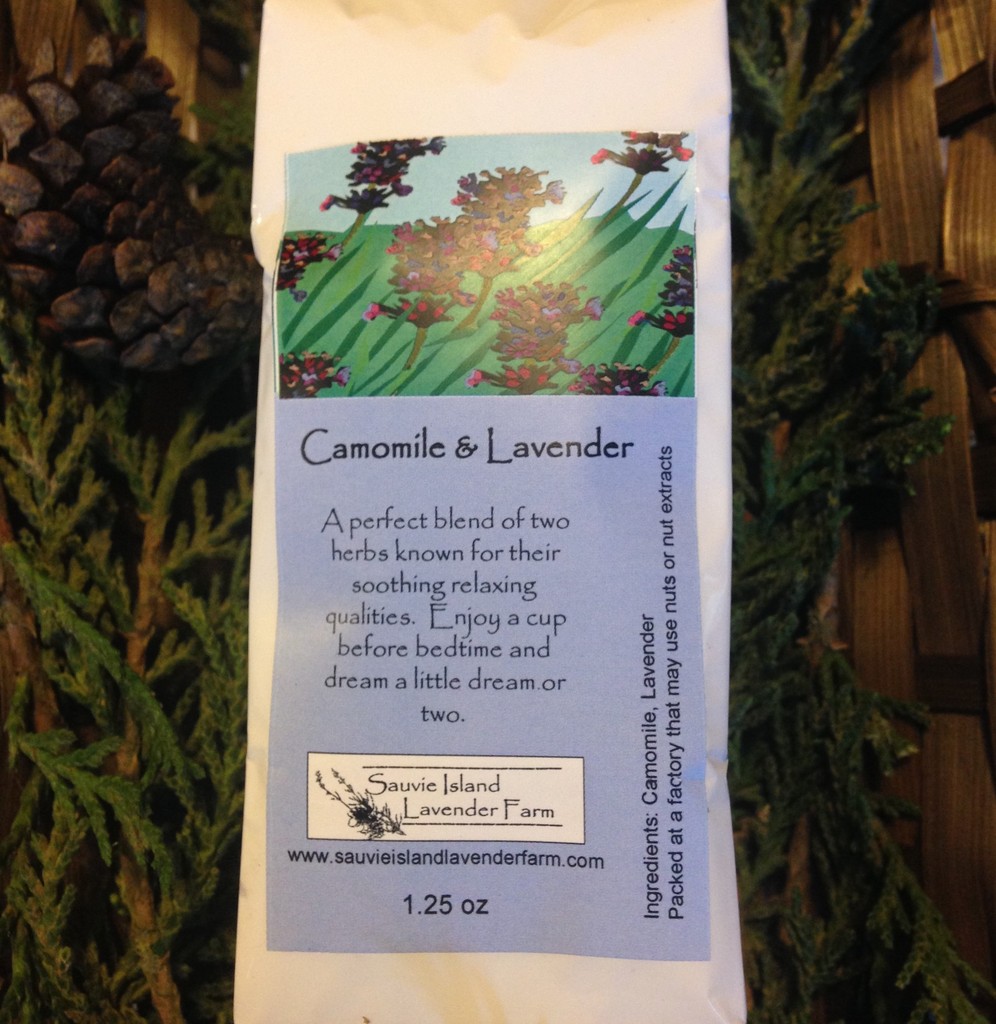 Camomile & Lavender
A perfect blend of two
herbs known for their
soothing relaxing
qualities. Enjoy a cup
before bedtime and
dream a little dream or
two.
Sauvie Island
Lavender Farm
www.sauvieislandlavenderfarm.com
1.25 oz
Ingredients: Camomile, Lavender
Packed at a factory that may use nuts or nut extracts